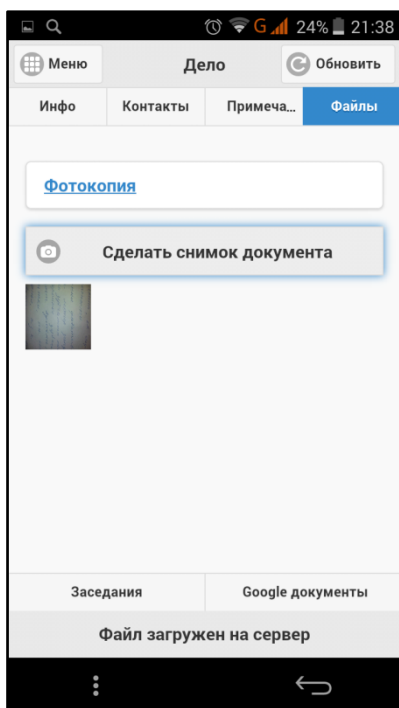 G 24% 21:38
Меню Дело Обновить
Инфо Контакты Примеча... Файлы
Фотокопия
Сделать снимок документа
Заседания Google документы
Файл загружен на сервер